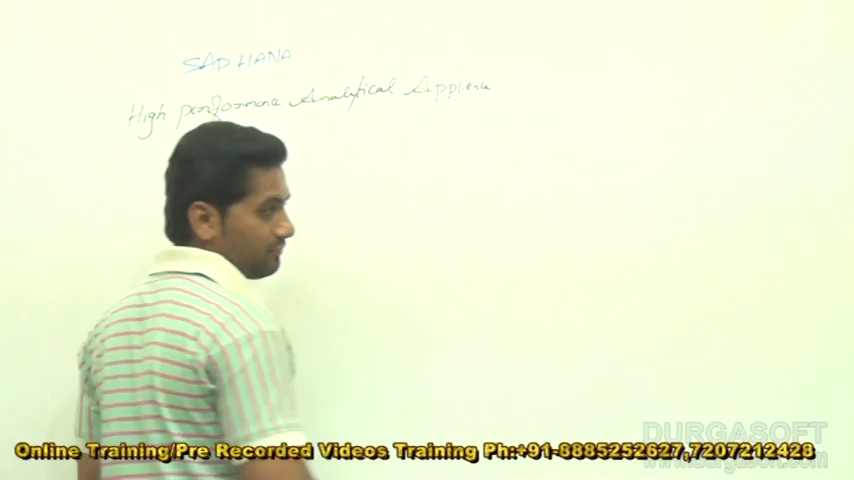 SAP HANA
High performance Analytical Applience
DURGASOFT
www.durgasoft.com
Online Training/Pre Recorded Videos Training Ph:+91-8885252627,7207212428